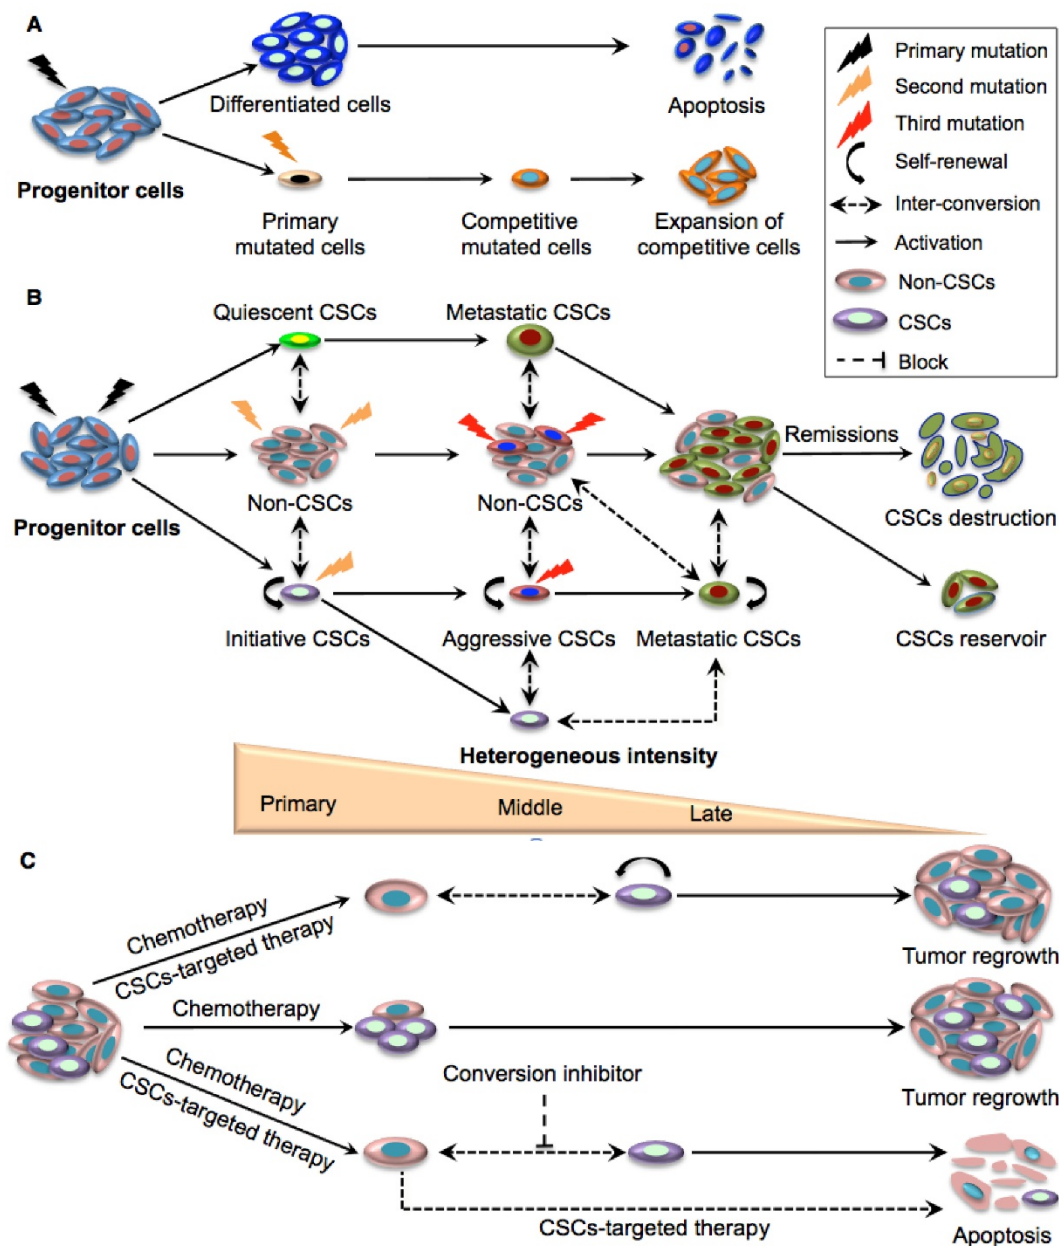 A
Differentiated cells
Apoptosis
Progenitor cells
Primary
mutated cells
Competitive
mutated cells
Expansion of
competitive cells
Primary mutation
Second mutation
Third mutation
Self-renewal
Inter-conversion
Activation
Non-CSCs
CSCs
Block
B
Quiescent CSCs
Metastatic CSCs
Remissions
Non-CSCs
Non-CSCs
CSCs destruction
Progenitor cells
Initiative CSCs
Aggressive CSCs
Metastatic CSCs
CSCs reservoir
Heterogeneous intensity
Primary
Middle
Late
C
Chemotherapy
CSCs-targeted therapy
Tumor regrowth
Chemotherapy
Tumor regrowth
Chemotherapy
CSCs-targeted therapy
Conversion inhibitor
CSCs-targeted therapy
Apoptosis